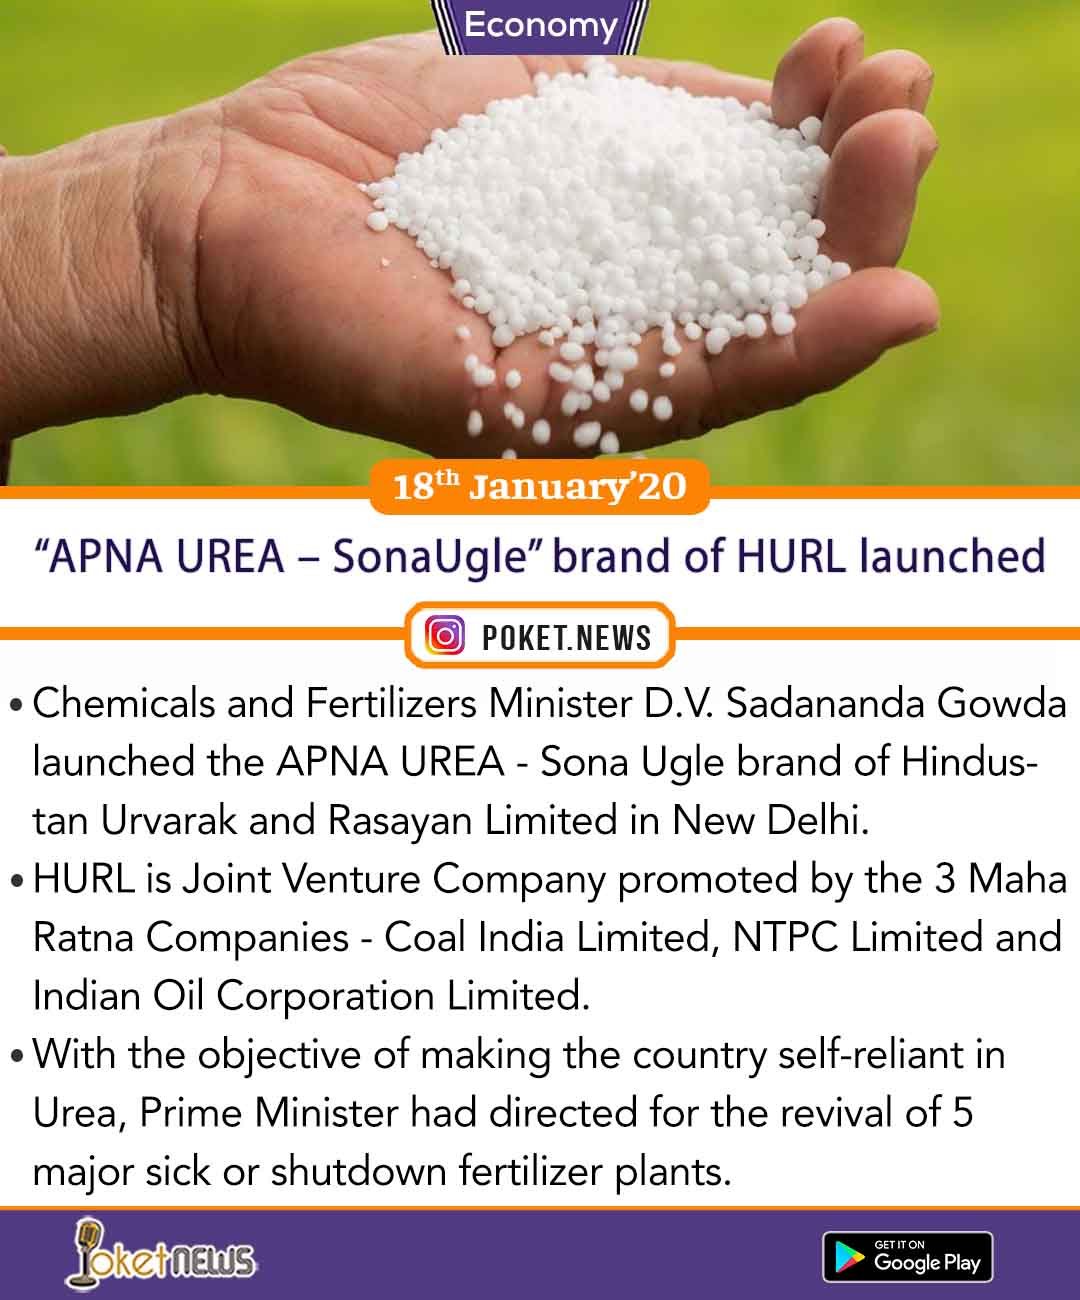 Economy
18th January'20
“APNA UREA – SonaUgle” brand of HURL launched
POKET.NEWS
• Chemicals and Fertilizers Minister D.V. Sadananda Gowda
launched the APNA UREA - Sona Ugle brand of Hindus-
tan Urvarak and Rasayan Limited in New Delhi.
• HURL is Joint Venture Company promoted by the 3 Maha
Ratna Companies - Coal India Limited, NTPC Limited and
Indian Oil Corporation Limited.
• With the objective of making the country self-reliant in
Urea, Prime Minister had directed for the revival of 5
major sick or shutdown fertilizer plants.
PoketNEWS
GET IT ON
Google Play